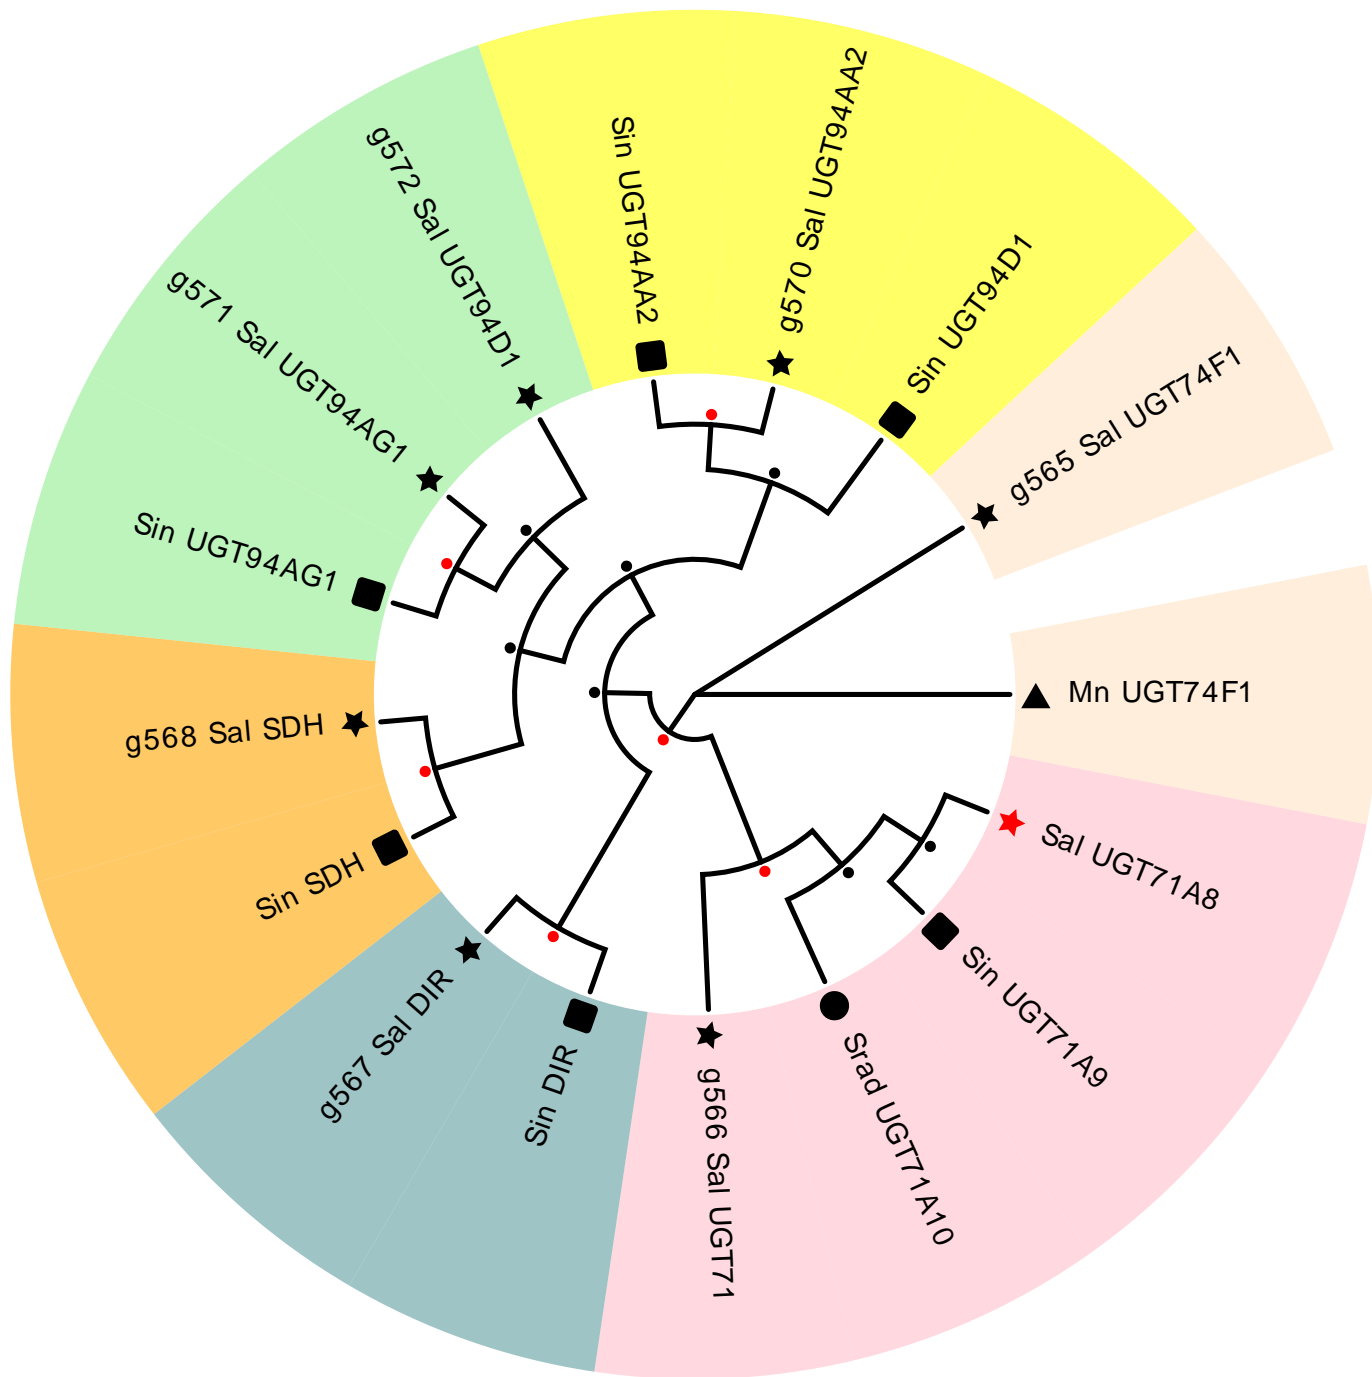 Sin UGT94AA2
g570 Sal UGT94AA2
Sin UGT94D1
g565 Sal UGT74F1
Mn UGT74F1
Sal UGT71A8
Sin UGT71A9
Srad UGT71A10
g566 Sal UGT71
Sin DIR
g567 Sal DIR
Sin SDH
g568 Sal SDH
Sin UGT94AG1
g571 Sal UGT94AG1
g572 Sal UGT94D1